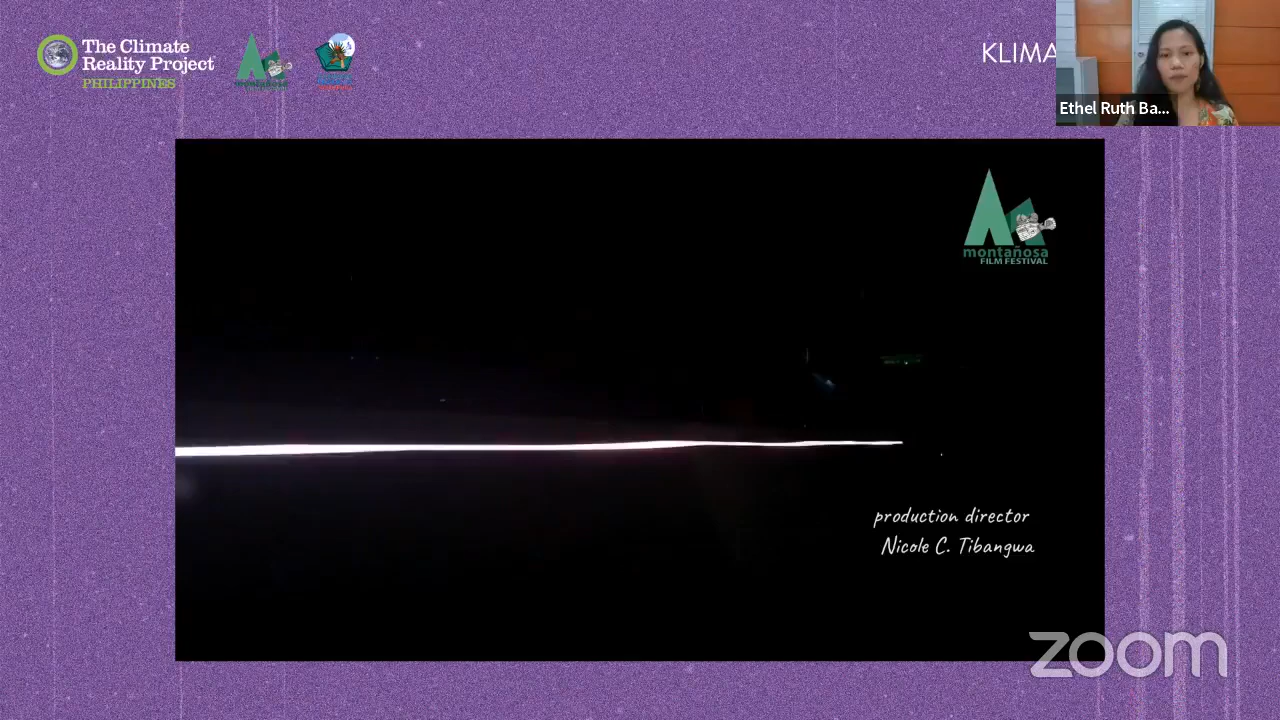 The Climate
Reality Project
PHILIPPINES
KLIMA
Ethel Ruth Ba...
montañosa
FILM FESTIVAL
production director
Nicole C. Tibangwa
zoom